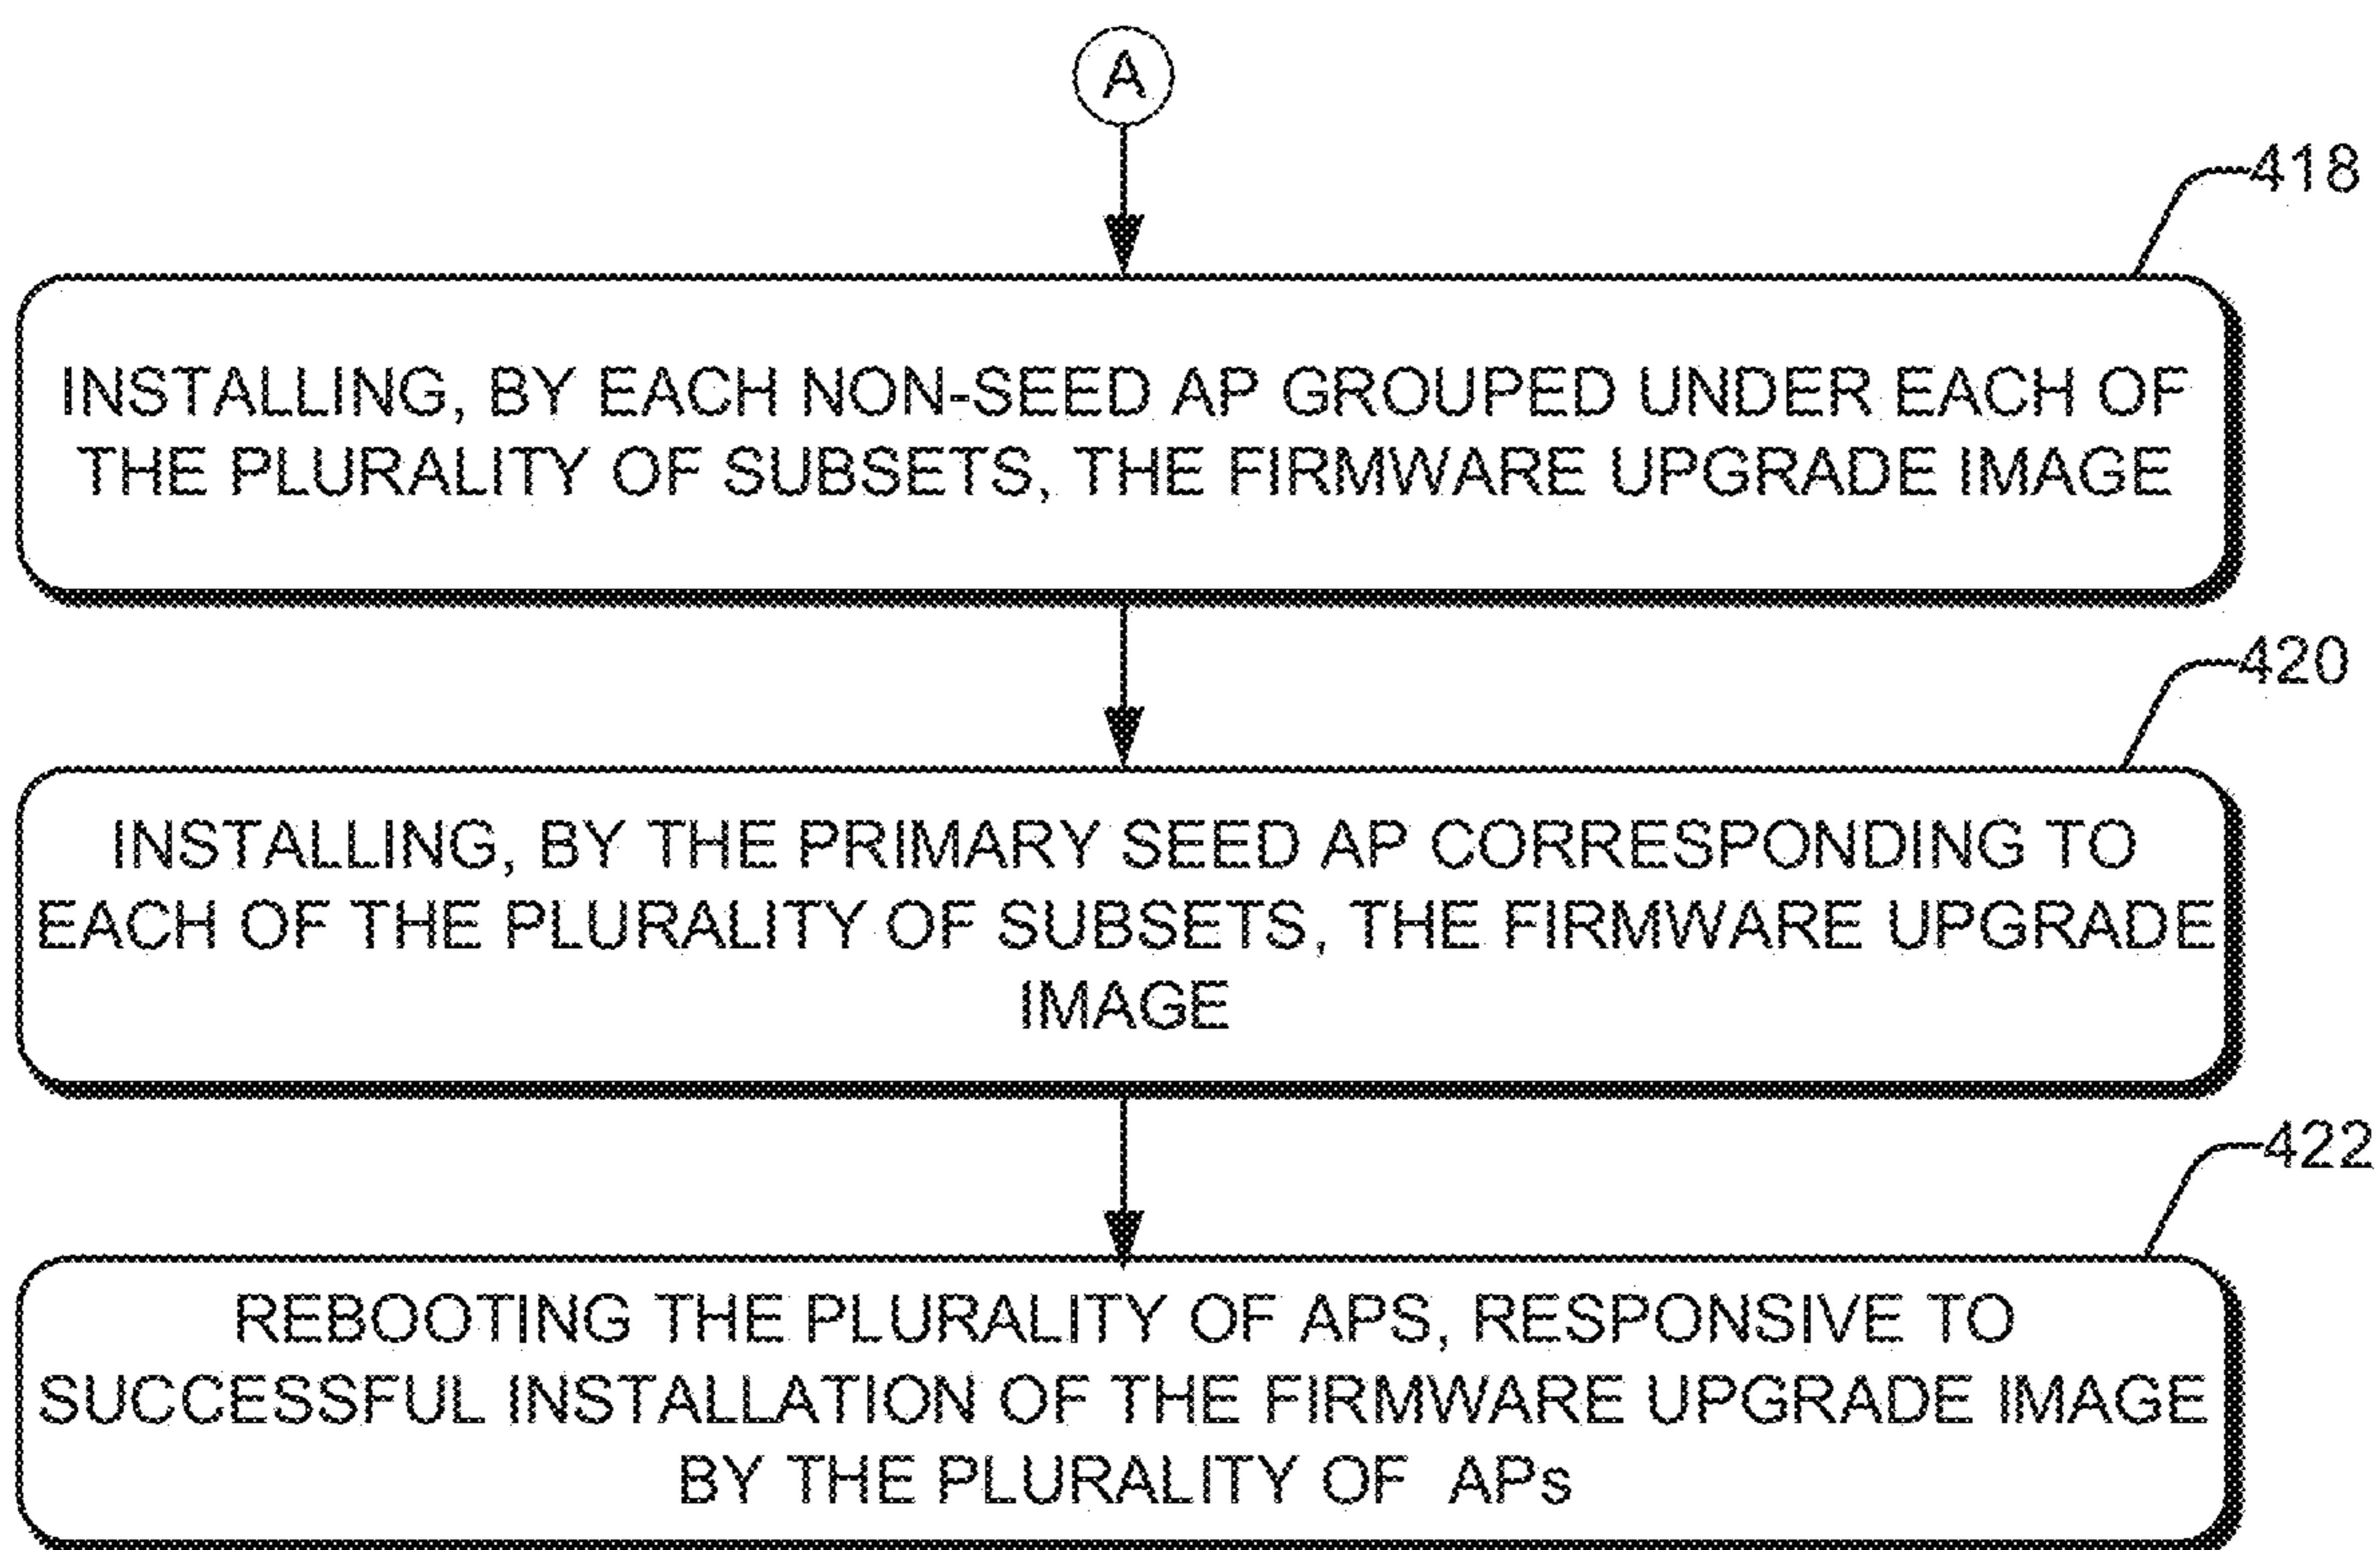 A
418
INSTALLING, BY EACH NON-SEED AP GROUPED UNDER EACH OF
THE PLURALITY OF SUBSETS, THE FIRMWARE UPGRADE IMAGE
420
INSTALLING, BY THE PRIMARY SEED AP CORRESPONDING TO
EACH OF THE PLURALITY OF SUBSETS, THE FIRMWARE UPGRADE
IMAGE
422
REBOOTING THE PLURALITY OF APS, RESPONSIVE TO
SUCCESSFUL INSTALLATION OF THE FIRMWARE UPGRADE IMAGE
BY THE PLURALITY OF APs